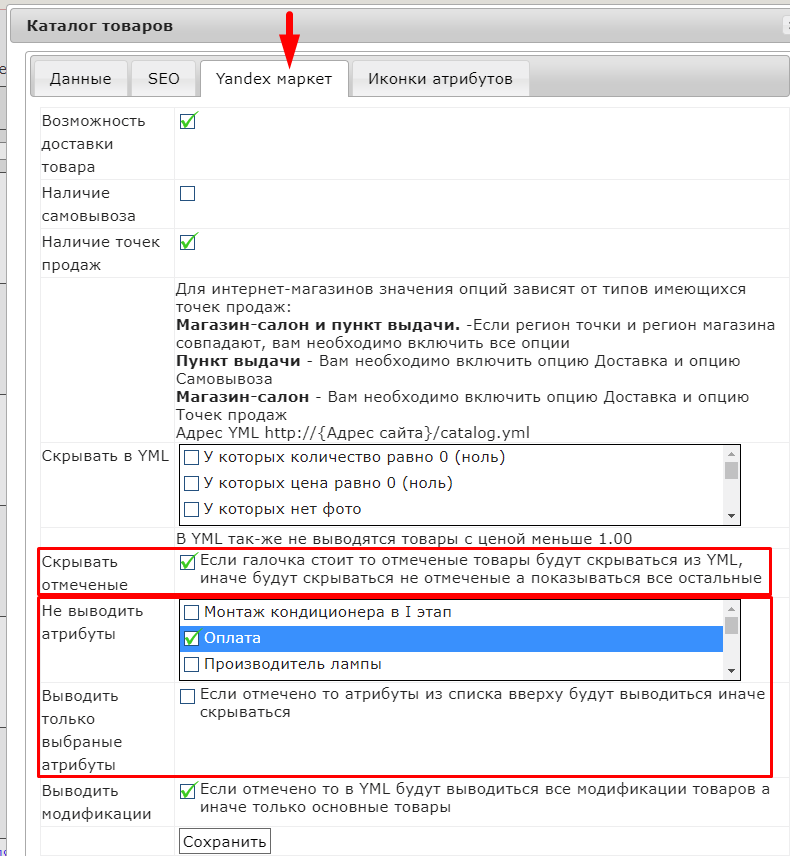 Каталог товаров
Данные
SEO
Yandex маркет
Иконки атрибутов
Возможность
доставки
товара
Наличие
самовывоза
Наличие точек
продаж
Для интернет-магазинов значения опций зависят от типов имеющихся
точек продаж:
Магазин-салон и пункт выдачи. -Если регион точки и регион магазина
совпадают, вам необходимо включить все опции
Пункт выдачи - Вам необходимо включить опцию Доставка и опцию
Самовывоза
Магазин-салон - Вам необходимо включить опцию Доставка и опцию
Точек продаж
Адрес YML http://{Адрес сайта}/catalog.yml
Скрывать в YML
У которых количество равно 0 (ноль)
У которых цена равно 0 (ноль)
У которых нет фото
В YML так-же не выводятся товары с ценой меньше 1.00
Скрывать
отмеченые
Если галочка стоит то отмеченые товары будут скрываться из YML,
иначе будут скрываться не отмеченые а показываться все остальные
Не выводить
атрибуты
Монтаж кондиционера в I этап
Оплата
Производитель лампы
Выводить
только
выбраные
атрибуты
Если отмечено то атрибуты из списка вверху будут выводиться иначе
скрываться
Выводить
модификации
Если отмечено то в YML будут выводиться все модификации товаров а
иначе только основные товары
Сохранить